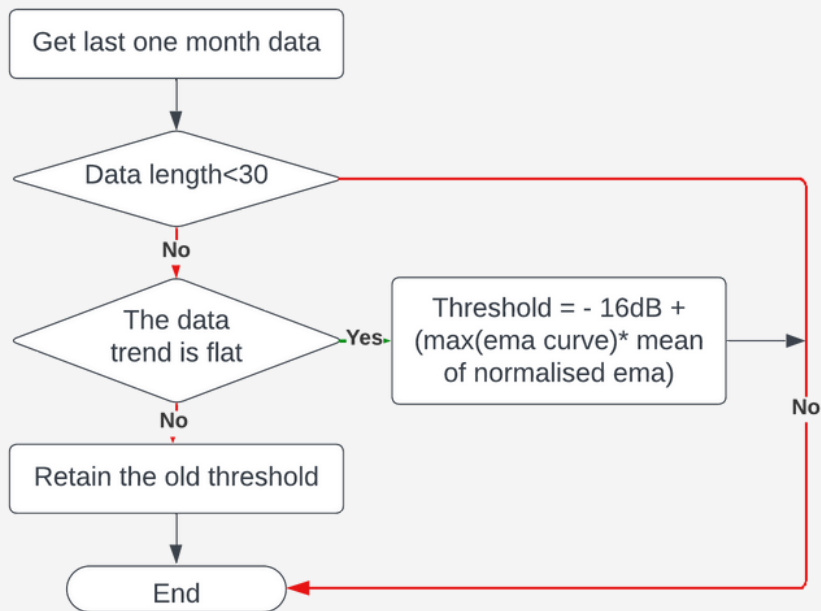 Get last one month data
Data length<30
No
The data
trend is flat
Yes
Threshold = - 16dB +
(max(ema curve)* mean
of normalised ema)
No
No
Retain the old threshold
End